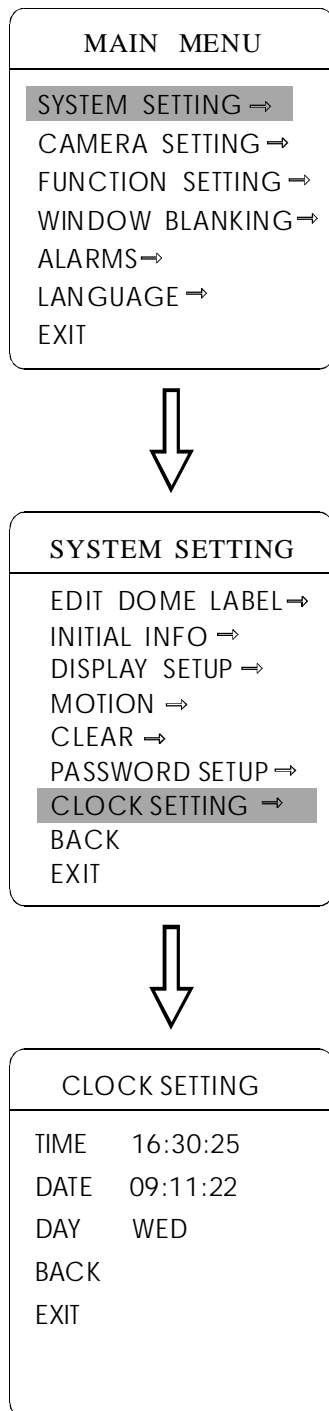 MAIN MENU
SYSTEM SETTING ⇒
CAMERA SETTING ⇒
FUNCTION SETTING ⇒
WINDOW BLANKING⇒
ALARMS⇒
LANGUAGE ⇒
EXIT
SYSTEM SETTING
EDIT DOME LABEL⇒
INITIAL INFO ⇒
DISPLAY SETUP ⇒
MOTION ⇒
CLEAR ⇒
PASSWORD SETUP ⇒
CLOCK SETTING ⇒
BACK
EXIT
CLOCK SETTING
TIME 16:30:25
DATE 09:11:22
DAY WED
BACK
EXIT